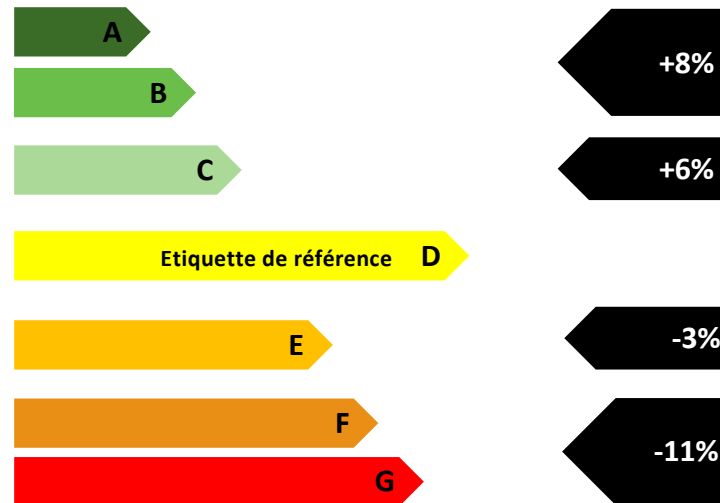 A
+8%
B
C
+6%
Etiquette de référence D
E
-3%
F
-11%
G